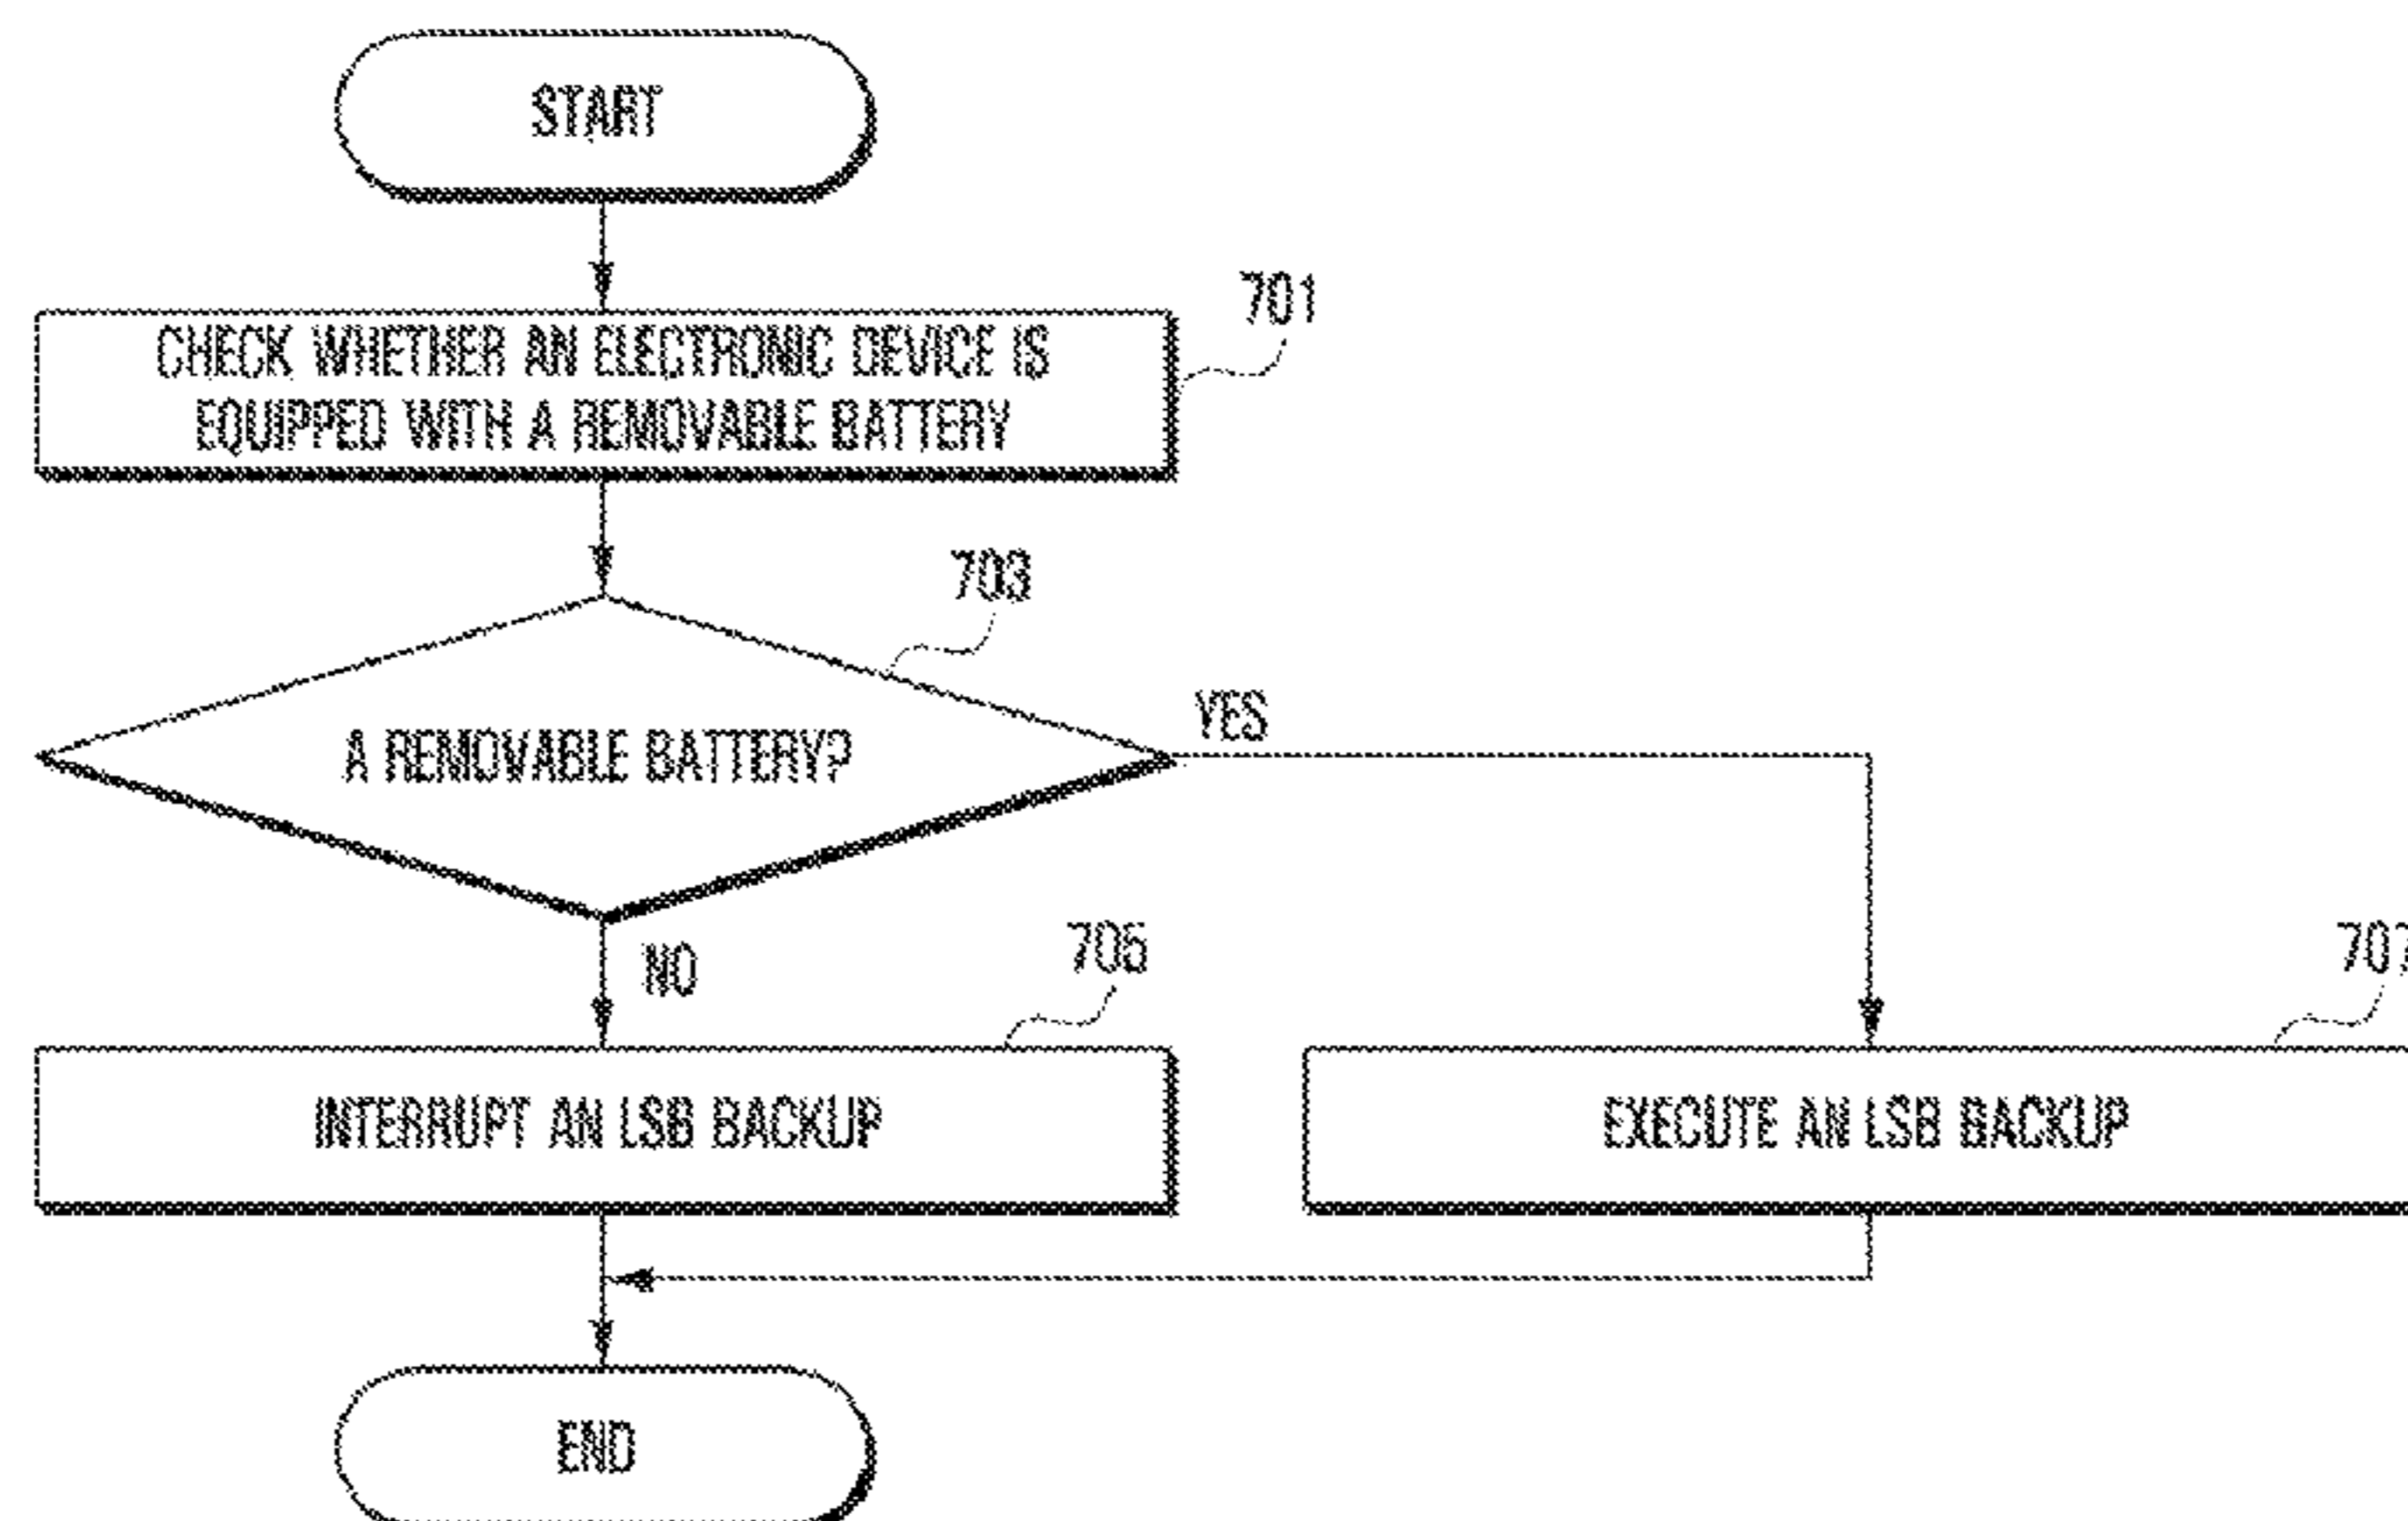 START
701
CHECK WHETHER AN ELECTRONIC DEVICE IS
EQUIPPED WITH A REMOVABLE BATTERY
703
A REMOVABLE BATTERY?
YES
NO
705
707
INTERRUPT AN LSB BACKUP
EXECUTE AN LSB BACKUP
END